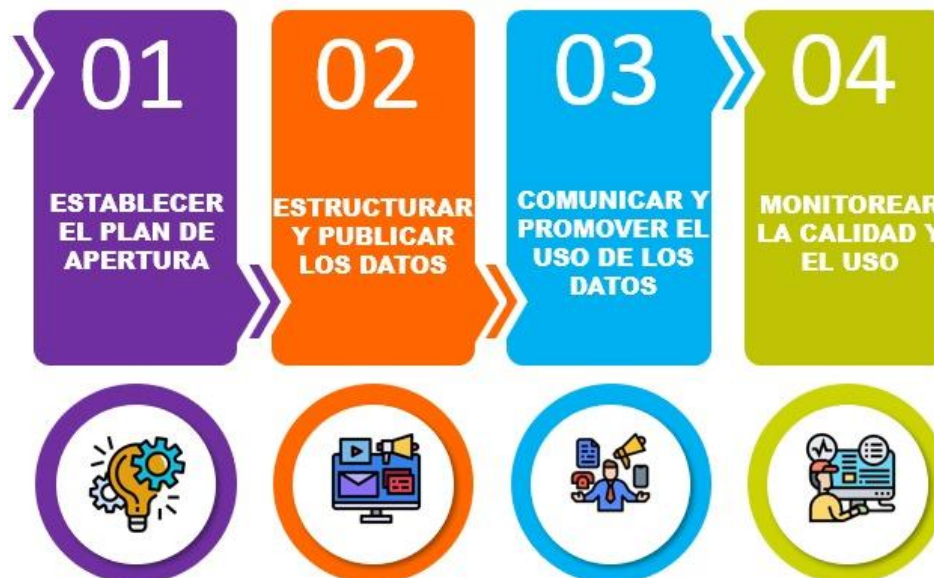 01
ESTABLECER
EL PLAN DE
APERTURA
02
ESTRUCTURAR
Y PUBLICAR
LOS DATOS
03
COMUNICAR Y
PROMOVER EL
USO DE LOS
DATOS
04
MONITOREAR
LA CALIDAD Y
EL USO